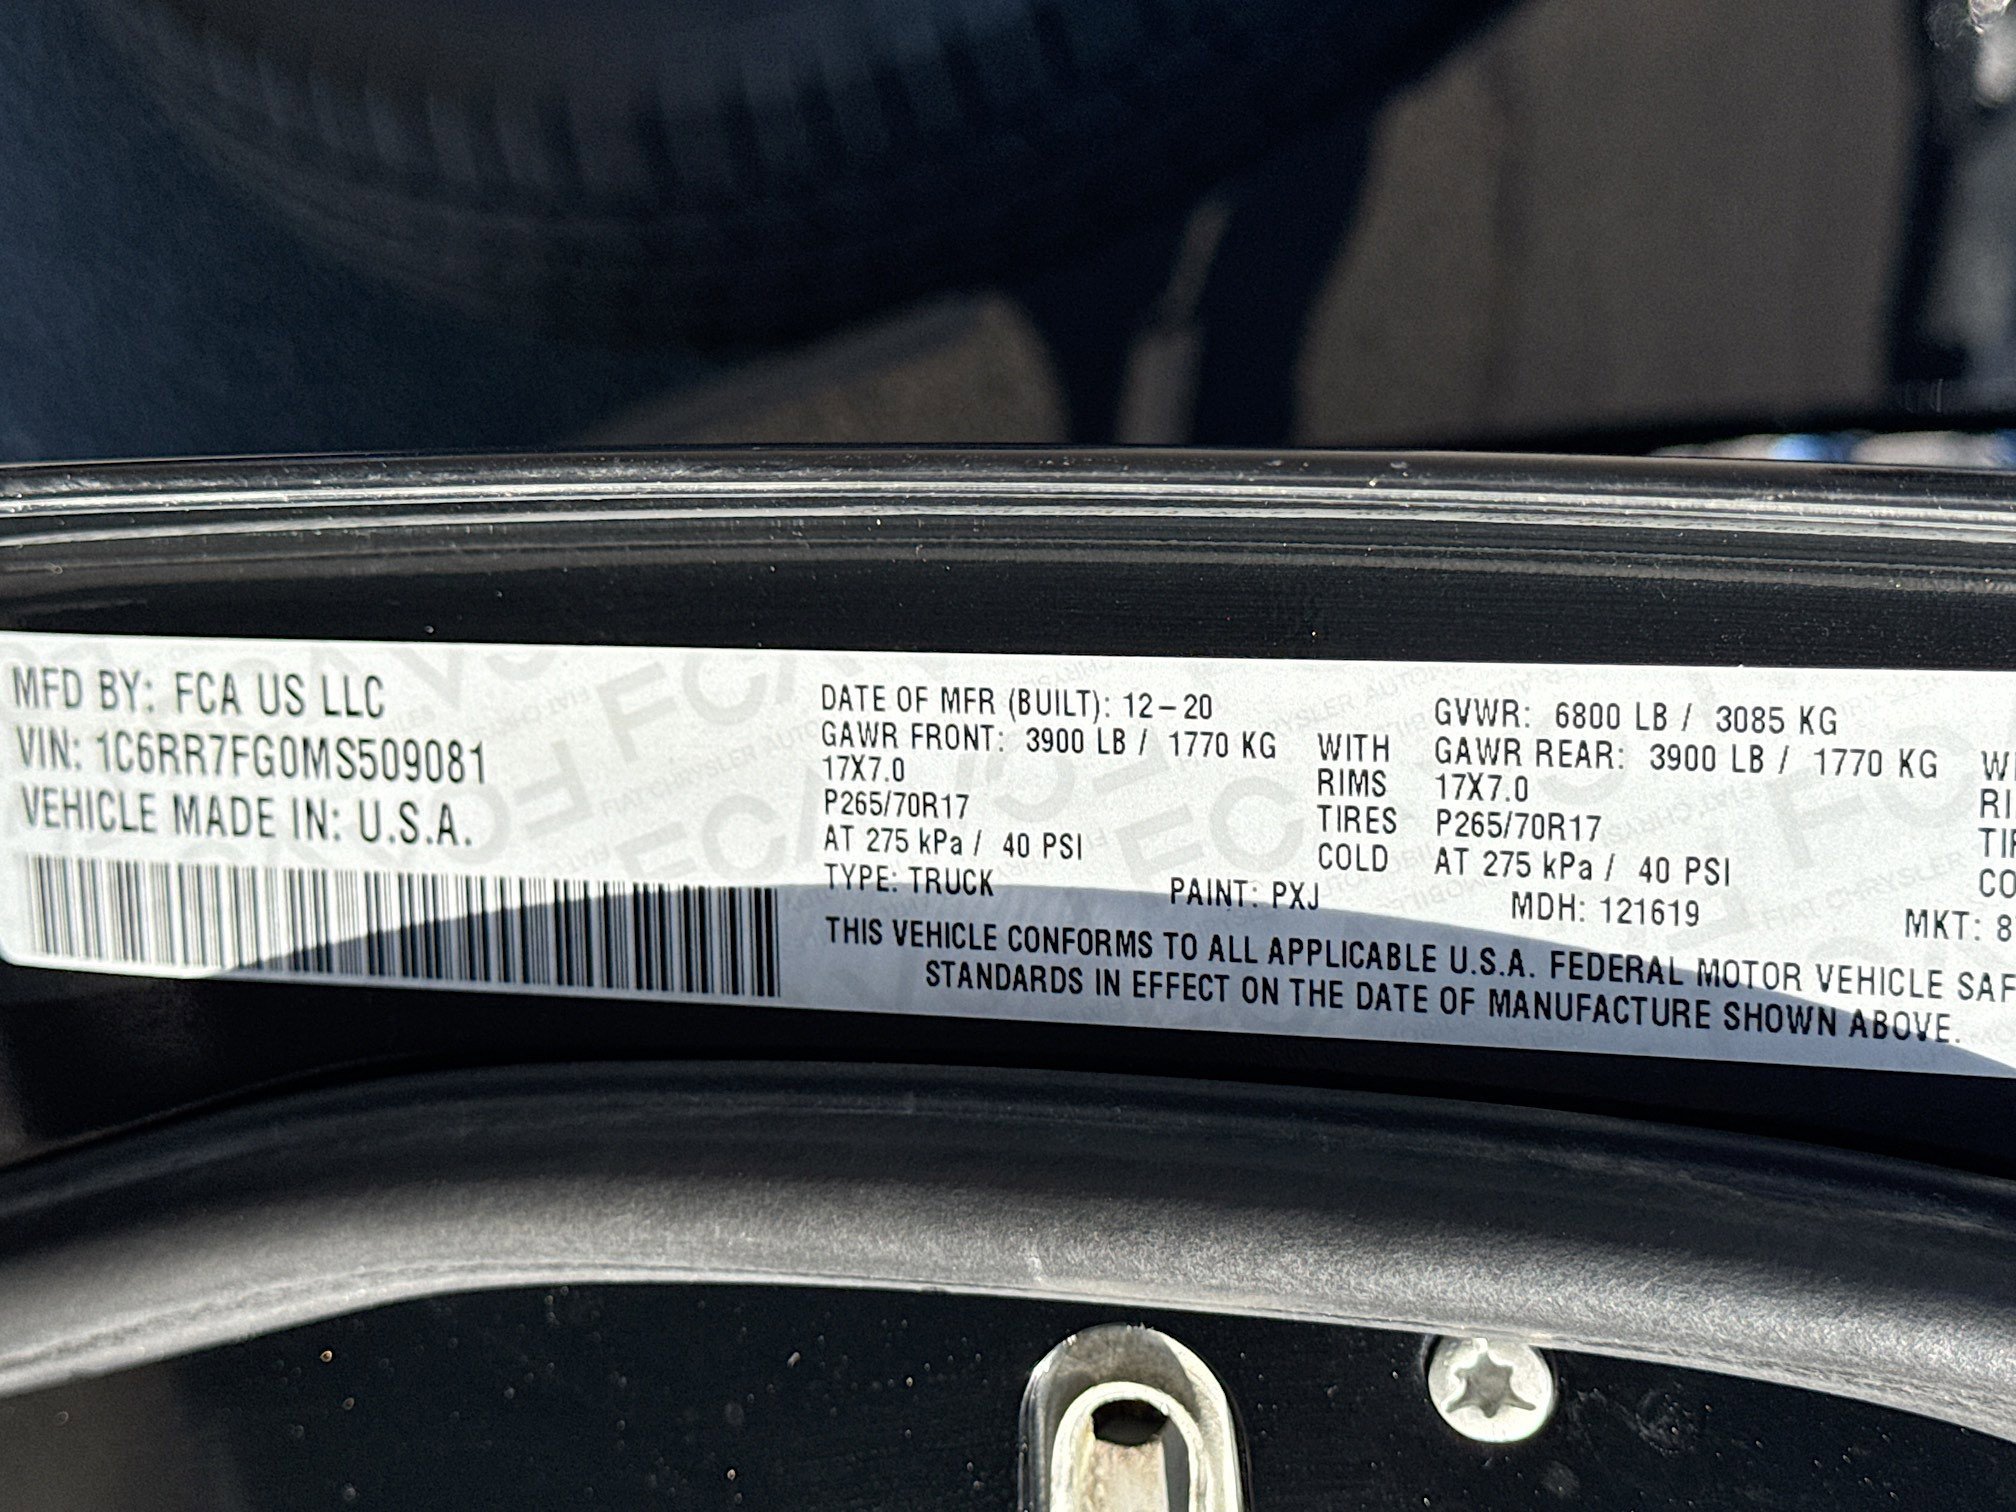 MFD BY: FCA US LLC
VIN: 1C6RR7FG0MS509081
VEHICLE MADE IN: U.S.A.
DATE OF MFR (BUILT): 12-20
GVWR: 6800 LB / 3085 KG
GAWR FRONT: 3900 LB / 1770 KG WITH GAWR REAR: 3900 LB / 1770 KG
17X7.0 RIMS 17X7.0
P265/70R17 TIRES P265/70R17
AT 275 kPa / 40 PSI COLD AT 275 kPa / 40 PSI
TYPE: TRUCK PAINT: PXJ MDH: 121619 MKT: 8
THIS VEHICLE CONFORMS TO ALL APPLICABLE U.S.A. FEDERAL MOTOR VEHICLE SAF
STANDARDS IN EFFECT ON THE DATE OF MANUFACTURE SHOWN ABOVE.